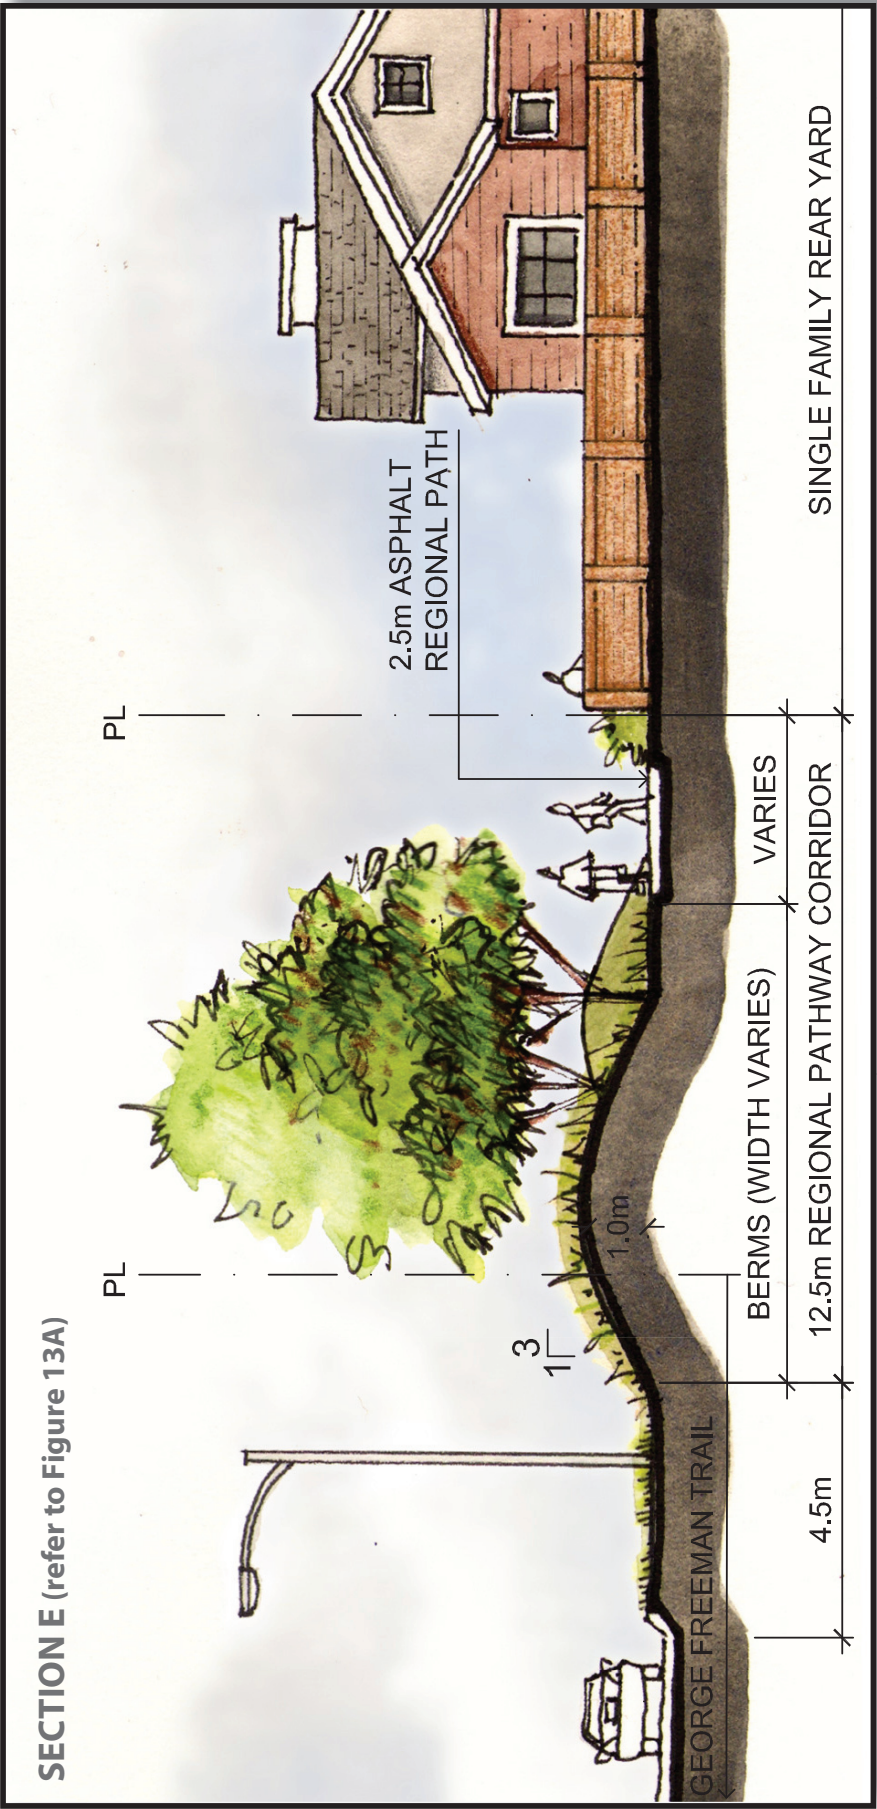 SECTION E (refer to Figure 13A)
PL
PL
2.5m ASPHALT
REGIONAL PATH
3
1
1.0m
GEORGE FREEMAN TRAIL
BERMS (WIDTH VARIES)
VARIES
4.5m
12.5m REGIONAL PATHWAY CORRIDOR
SINGLE FAMILY REAR YARD